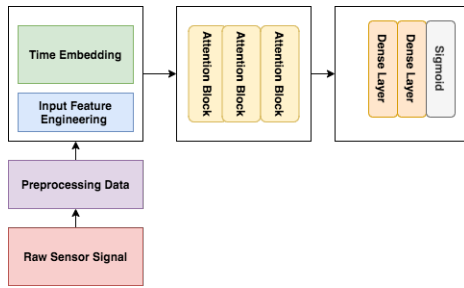 Time Embedding
Input Feature
Engineering
Preprocessing Data
Raw Sensor Signal
Attention Block
Attention Block
Attention Block
Dense Layer
Dense Layer
Sigmoid